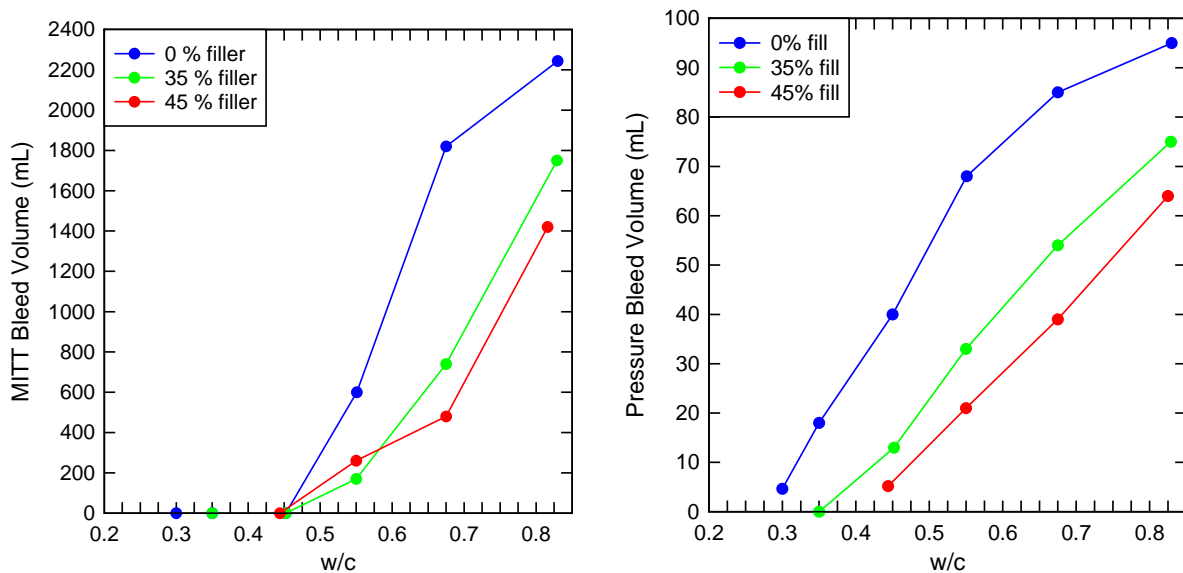 2400
2200
2000
1800
1600
1400
1200
1000
800
600
400
200
0
MITT Bleed Volume (mL)
0 % filler
35 % filler
45 % filler
0.2 0.3 0.4 0.5 0.6 0.7 0.8
w/c
100
90
80
70
60
50
40
30
20
10
0
Pressure Bleed Volume (mL)
0% fill
35% fill
45% fill
0.2 0.3 0.4 0.5 0.6 0.7 0.8
w/c